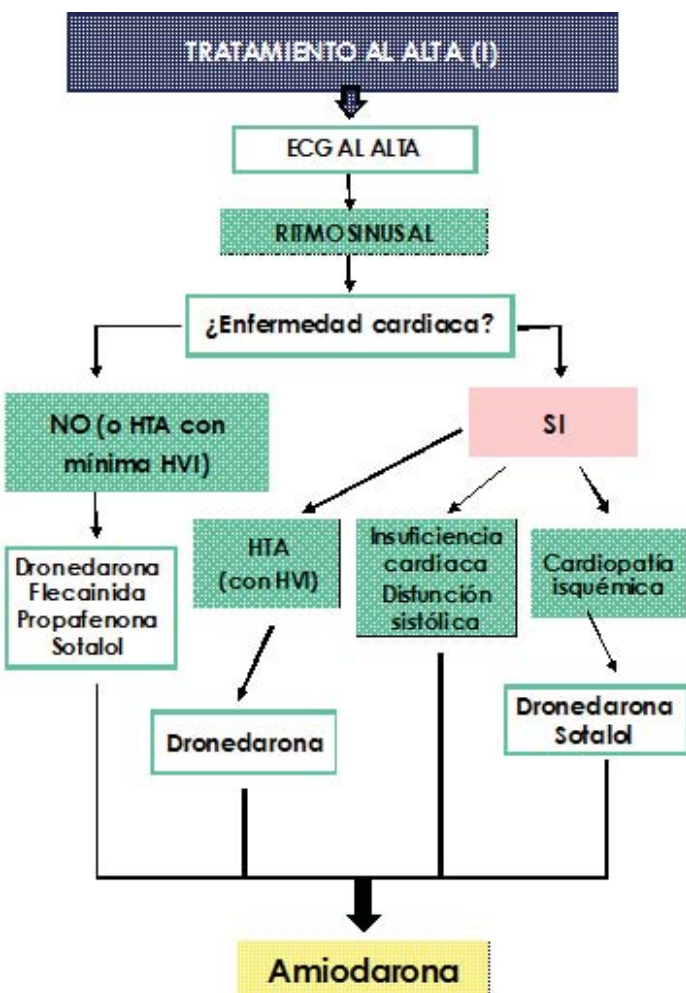 TRATAMIENTO AL ALTA (I)
ECG AL ALTA
RITMO SINUSAL
¿Enfermedad cardiaca?
NO (o HTA con
mínima HVI)
SI
HTA
(con HVI)
Insuficiencia
cardiaca
Disfunción
sistólica
Cardiopatía
isquémica
Dronedarona
Flecainida
Propafenona
Sotalol
Dronedarona
Dronedarona
Sotalol
Amiodarona